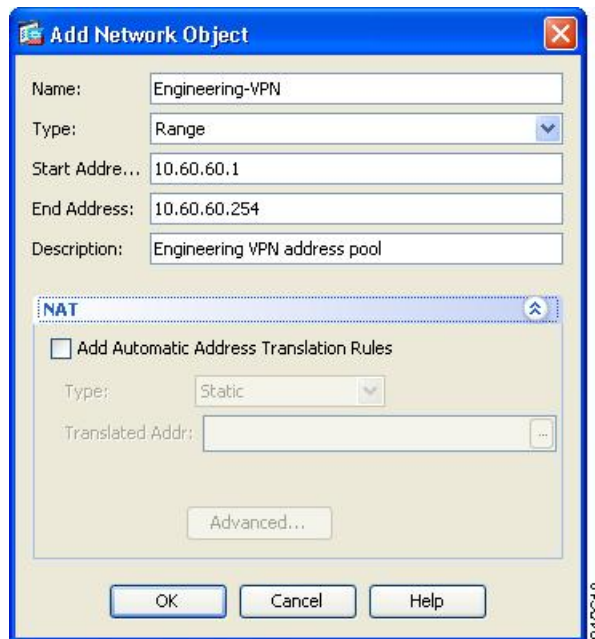 Add Network Object
Name: Engineering-VPN
Type: Range
Start Addre... 10.60.60.1
End Address: 10.60.60.254
Description: Engineering VPN address pool
NAT
Add Automatic Address Translation Rules
Type: Static
Translated Addr: ...
Advanced...
OK Cancel Help